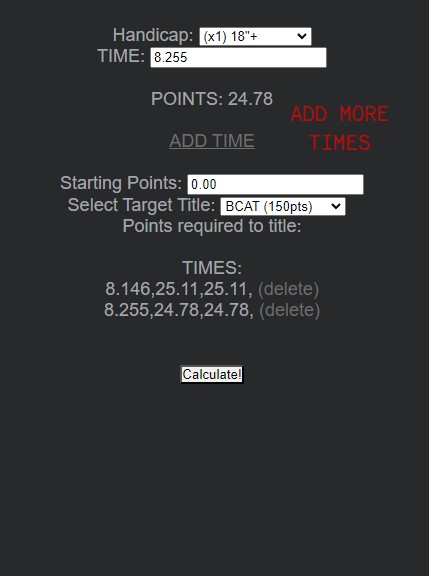 Handicap: (x1) 18"+
TIME: 8.255
POINTS: 24.78
ADD MORE
TIMES
ADD TIME
Starting Points: 0.00
Select Target Title: BCAT (150pts)
Points required to title:
TIMES:
8.146,25.11,25.11, (delete)
8.255,24.78,24.78, (delete)
Calculate!